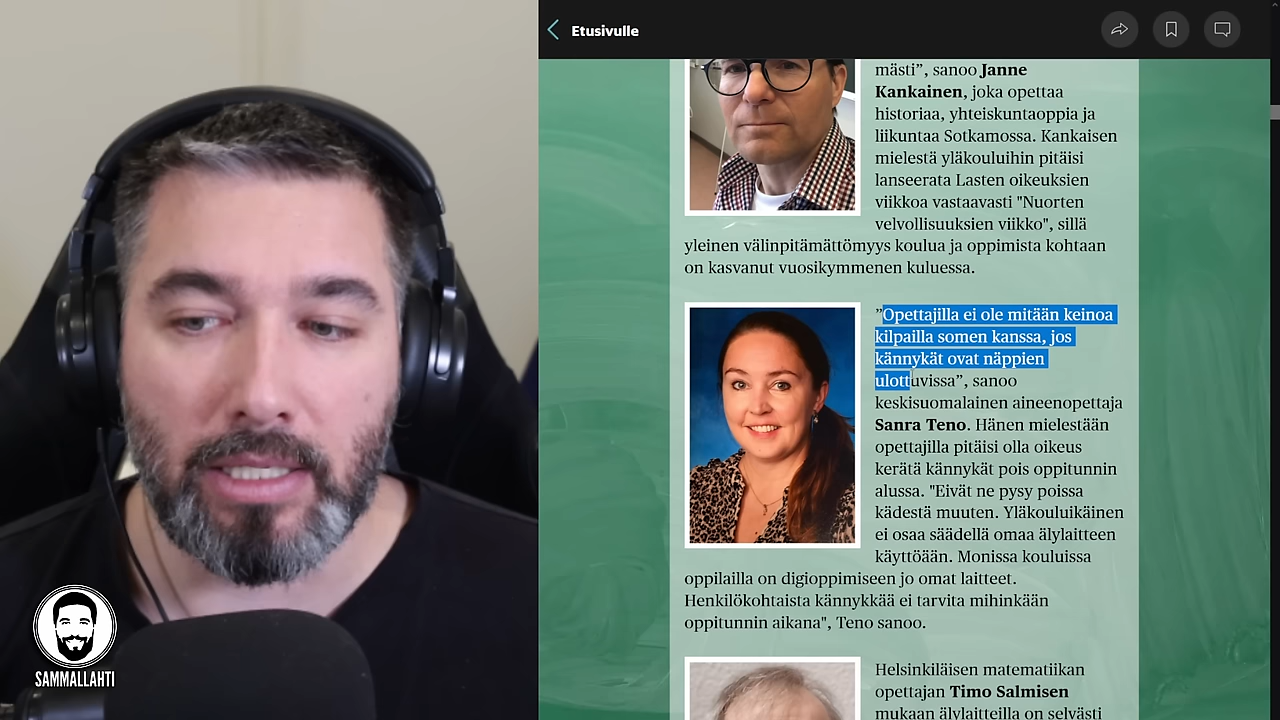 Etusivulle
mästi”, sanoo Janne
Kankainen, joka opettaa
historiaa, yhteiskuntaoppia ja
liikuntaa Sotkamossa. Kankaisen
mielestä yläkouluihin pitäisi
lanseerata Lasten oikeuksien
viikkoa vastaavasti "Nuorten
velvollisuuksien viikko", sillä
yleinen välinpitämättömyys koulua ja oppimista kohtaan
on kasvanut vuosikymmenen kuluessa.
”Opettajilla ei ole mitään keinoa
kilpailla somen kanssa, jos
kännykät ovat näppien
ulottuvissa”, sanoo
keskisuomalainen aineenopettaja
Sanra Teno. Hänen mielestään
opettajilla pitäisi olla oikeus
kerätä kännykät pois oppitunnin
alussa. "Eivät ne pysy poissa
kädestä muuten. Yläkouluikäinen
ei osaa säädellä omaa älylaitteen
käyttöään. Monissa kouluissa
oppilailla on digioppimiseen jo omat laitteet.
Henkilökohtaista kännykkää ei tarvita mihinkään
oppitunnin aikana", Teno sanoo.
Helsinkiläisen matematiikan
opettajan Timo Salmisen
mukaan älylaitteilla on selvästi
SAMMALLAHTI